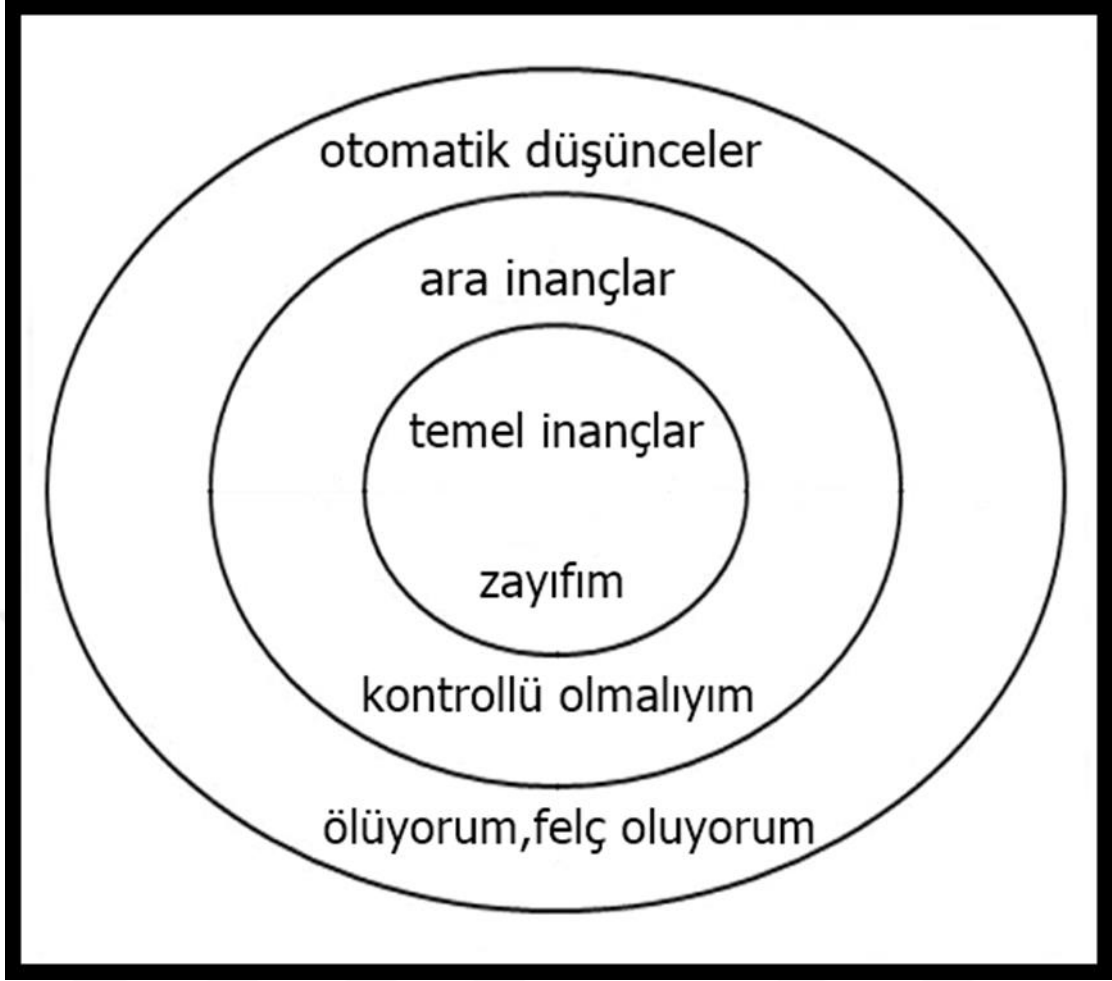 otomatik düşünceler
ara inançlar
temel inançlar
zayıfım
kontrollü olmalıyım
ölüyorum,felç oluyorum